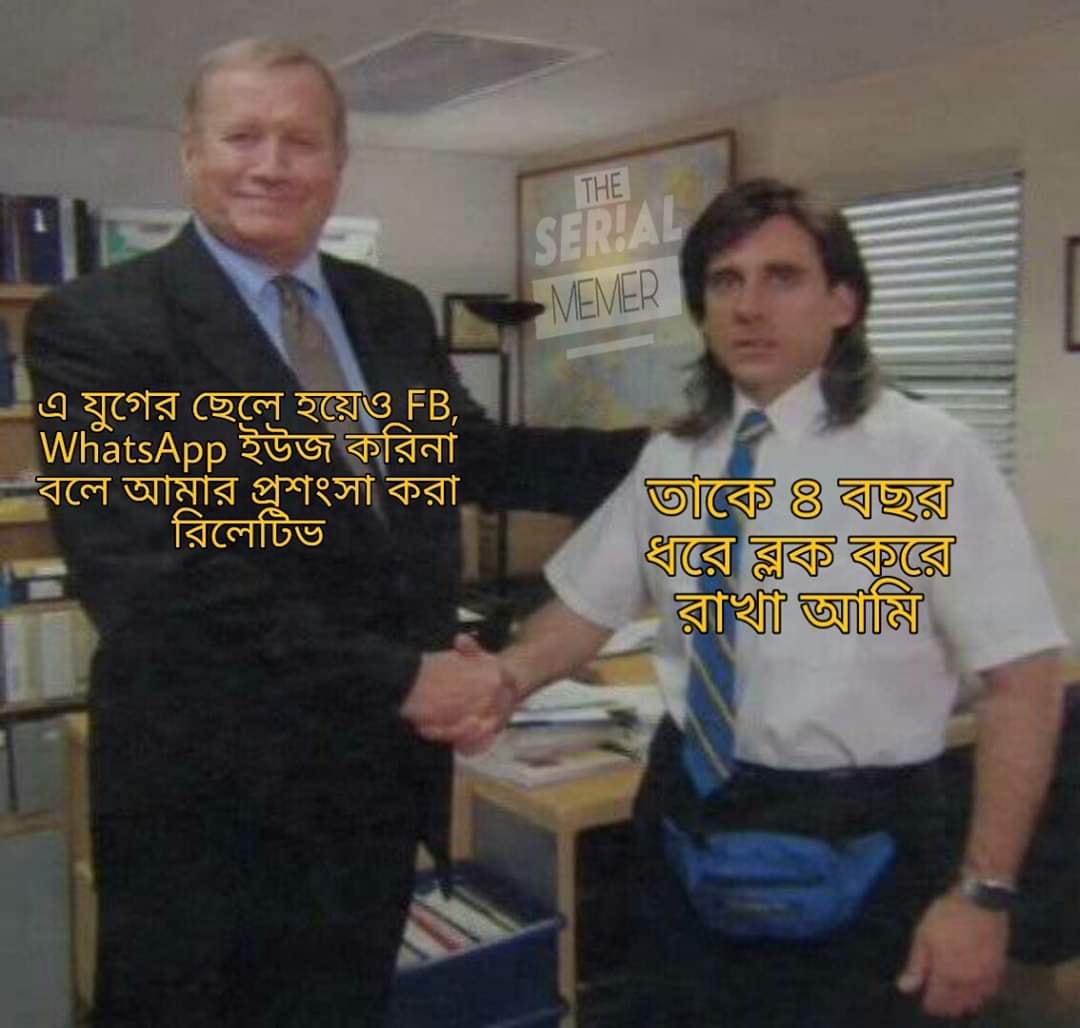 THE
SER!AL
MEMER
এ যুগের ছেলে হয়েও FB,
WhatsApp ইউজ করিনা
বলে আমার প্রশংসা করা
রিলেটিভ
তাকে ৪ বছর
ধরে ব্লক করে
রাখা আমি